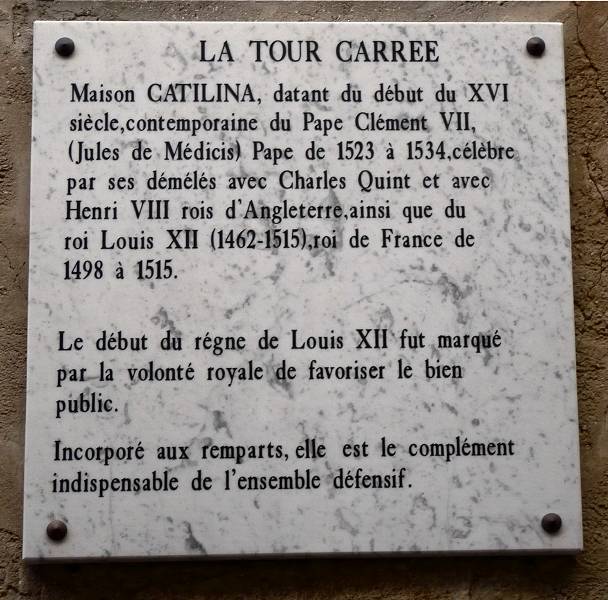 LA TOUR CARREE
Maison CATILINA, datant du début du XVI
siècle,contemporaine du Pape Clément VII,
(Jules de Médicis) Pape de 1523 à 1534,célèbre
par ses démélés avec Charles Quint et avec
Henri VIII rois d'Angleterre,ainsi que du
roi Louis XII (1462-1515),roi de France de
1498 à 1515.
Le début du régne de Louis XII fut marqué
par la volonté royale de favoriser le bien
public.
Incorporé aux remparts, elle est le complément
indispensable de l'ensemble défensif.